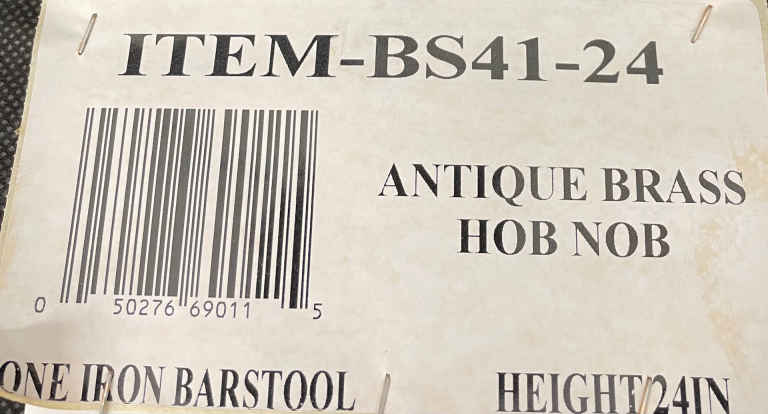 ITEM-BS41-24
ANTIQUE BRASS
HOB NOB
0 50276 69011 5
ONE IRON BARSTOOL
HEIGHT/24IN